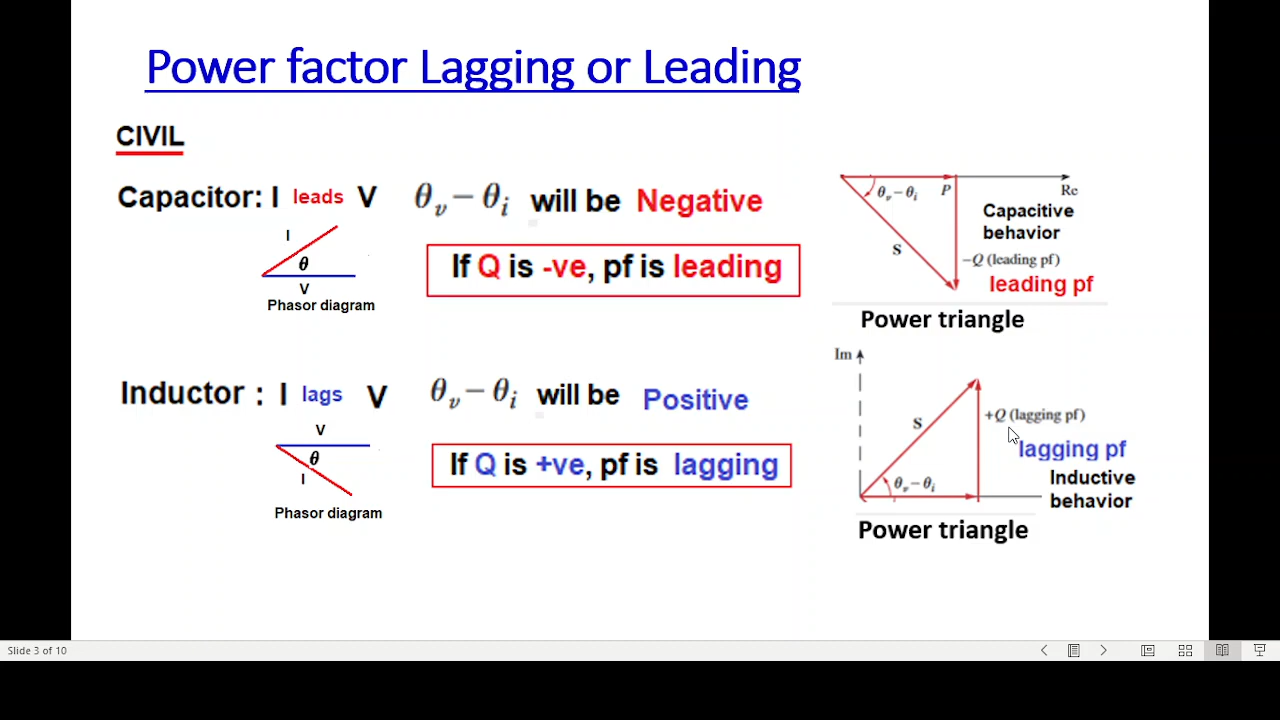 Power factor Lagging or Leading
CIVIL
Capacitor: I leads V θv – θi will be Negative
I
θ
V
Phasor diagram
If Q is -ve, pf is leading
θv – θi P Re
Capacitive
behavior
S
–Q (leading pf)
leading pf
Power triangle
Inductor : I lags V θv – θi will be Positive
V
θ
I
Phasor diagram
If Q is +ve, pf is lagging
Im
S
+Q (lagging pf)
lagging pf
θv – θi
Inductive
behavior
Power triangle
Slide 3 of 10